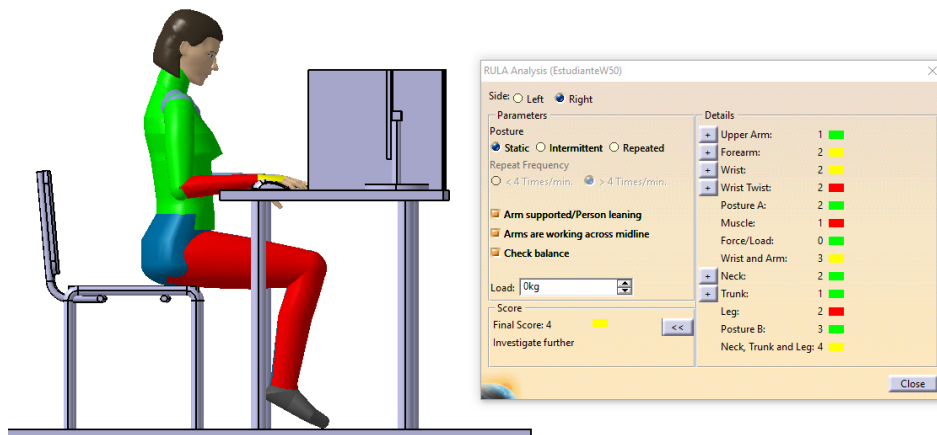 RULA Analysis (EstudianteW50)
Side: Left Right
Parameters
Posture
Static Intermittent Repeated
Repeat Frequency
< 4 Times/min. > 4 Times/min.
Arm supported/Person leaning
Arms are working across midline
Check balance
Load: 0kg
Score
Final Score: 4
<<
Investigate further
Details
+ Upper Arm: 1
+ Forearm: 2
+ Wrist: 2
+ Wrist Twist: 2
Posture A: 2
Muscle: 1
Force/Load: 0
Wrist and Arm: 3
+ Neck: 2
+ Trunk: 1
Leg: 2
Posture B: 3
Neck, Trunk and Leg: 4
Close